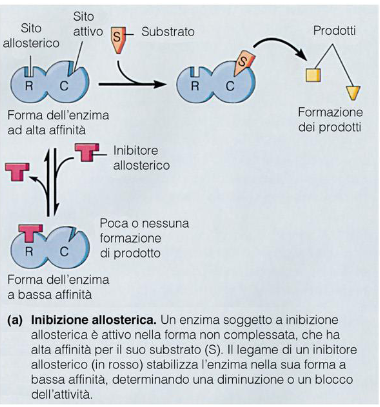 Sito
allosterico
Sito
attivo
S
Substrato
Prodotti
R
C
R
C
S
Forma dell'enzima
ad alta affinità
Formazione
dei prodotti
Inibitore
allosterico
R
C
Poca o nessuna
formazione
di prodotto
Forma dell'enzima
a bassa affinità
(a) Inibizione allosterica. Un enzima soggetto a inibizione
allosterica è attivo nella forma non complessata, che ha
alta affinità per il suo substrato (S). Il legame di un inibitore
allosterico (in rosso) stabilizza l'enzima nella sua forma a
bassa affinità, determinando una diminuzione o un blocco
dell'attività.